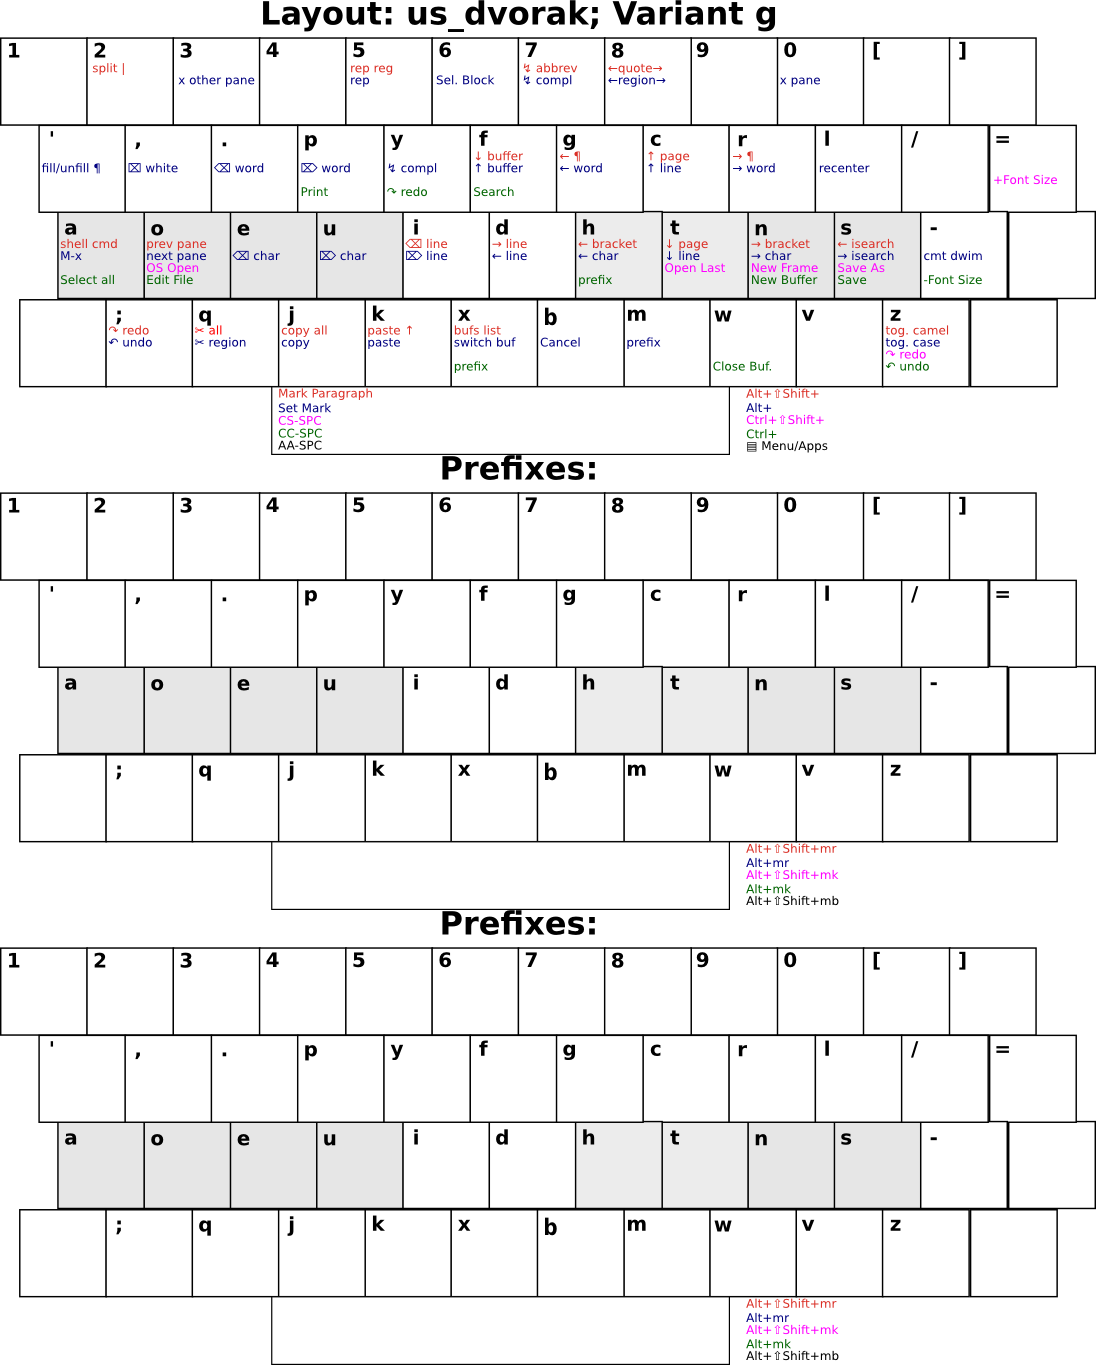 Layout: us_dvorak; Variant g
1 2 3 4 5 6 7 8 9 0 [ ]
split | rep reg ↯ abbrev ←quote→
x other pane rep Sel. Block ↯ compl ←region→ x pane
' , . p y f g c r l / =
↓ buffer ← ¶ ↑ page → ¶
fill/unfill ¶ ⌧ white ⌫ word ⌦ word ↯ compl ↑ buffer ← word ↑ line → word recenter
+Font Size
Print ↷ redo Search
a o e u i d h t n s -
shell cmd prev pane ⌫ line → line ← bracket ↓ page → bracket ← isearch
M-x next pane ⌫ char ⌦ char ⌦ line ← line ← char ↓ line → char → isearch cmt dwim
OS Open Open Last New Frame Save As
Select all Edit File prefix New Buffer Save -Font Size
; q j k x b m w v z
↷ redo ✂ all copy all paste ↑ bufs list tog. camel
↶ undo ✂ region copy paste switch buf Cancel prefix tog. case
↷ redo
prefix Close Buf. ↶ undo
Mark Paragraph Alt+⇧Shift+
Set Mark Alt+
CS-SPC Ctrl+⇧Shift+
CC-SPC Ctrl+
AA-SPC ▤ Menu/Apps
Prefixes:
1 2 3 4 5 6 7 8 9 0 [ ]
' , . p y f g c r l / =
a o e u i d h t n s -
; q j k x b m w v z
Alt+⇧Shift+mr
Alt+mr
Alt+⇧Shift+mk
Alt+mk
Alt+⇧Shift+mb
Prefixes:
1 2 3 4 5 6 7 8 9 0 [ ]
' , . p y f g c r l / =
a o e u i d h t n s -
; q j k x b m w v z
Alt+⇧Shift+mr
Alt+mr
Alt+⇧Shift+mk
Alt+mk
Alt+⇧Shift+mb